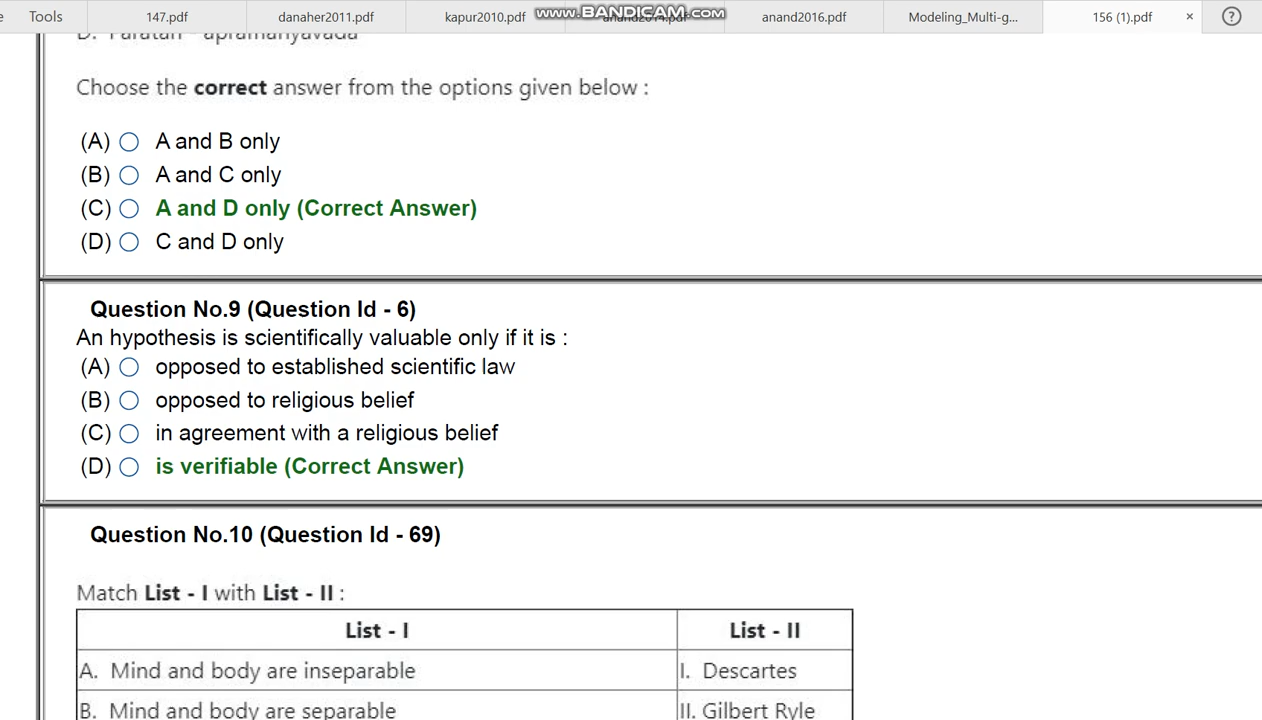 e Tools 147.pdf danaher2011.pdf kapur2010.pdf anand2014.pdf anand2016.pdf Modeling_Multi-g... 156 (1).pdf × ?
www.BANDICAM.com
D. Paratah - apramanyavada
Choose the correct answer from the options given below :
(A) A and B only
(B) A and C only
(C) A and D only (Correct Answer)
(D) C and D only
Question No.9 (Question Id - 6)
An hypothesis is scientifically valuable only if it is :
(A) opposed to established scientific law
(B) opposed to religious belief
(C) in agreement with a religious belief
(D) is verifiable (Correct Answer)
Question No.10 (Question Id - 69)
Match List - I with List - II :
List - I List - II
A. Mind and body are inseparable I. Descartes
B. Mind and body are separable II. Gilbert Ryle